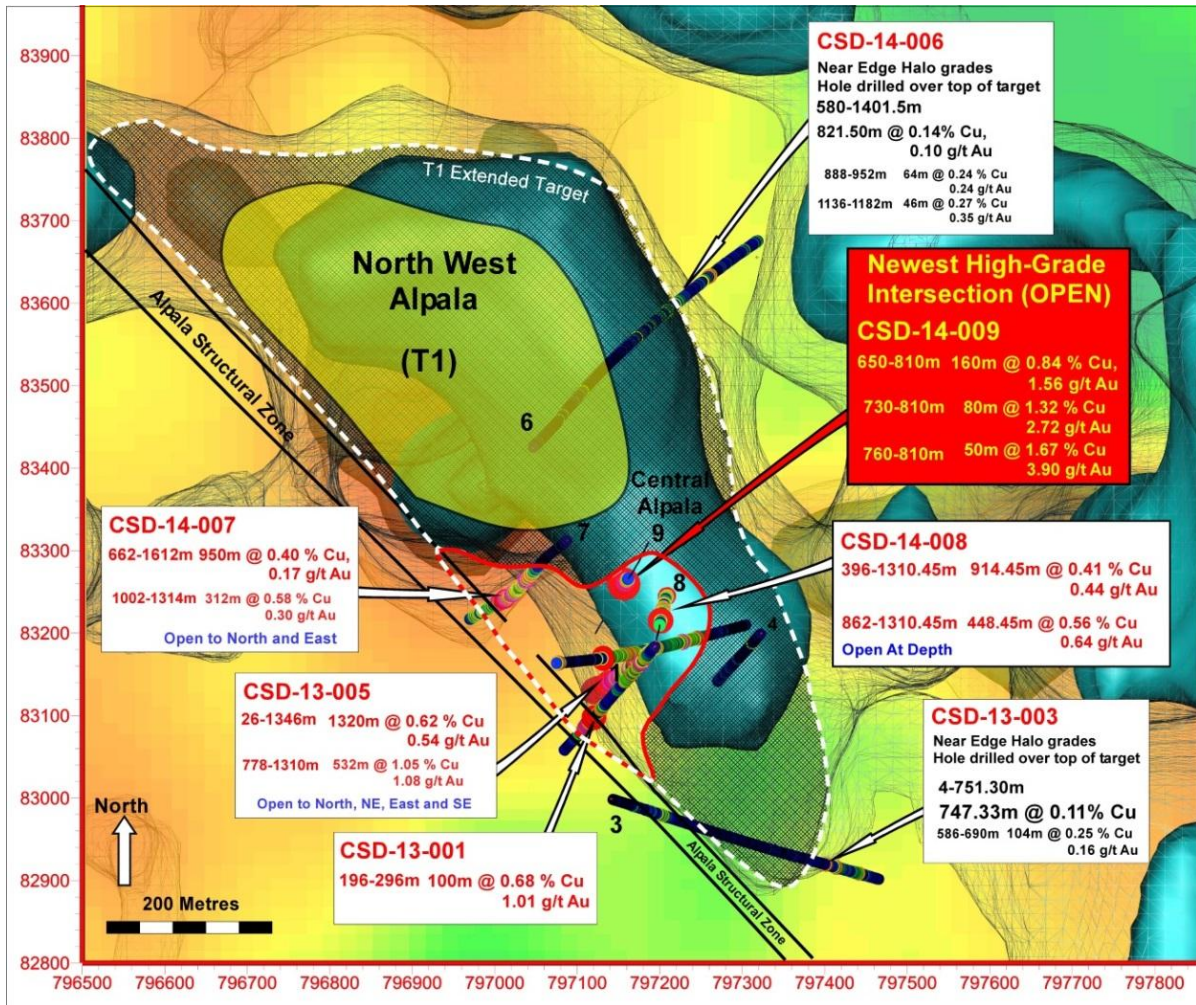 83900
83800
83700
83600
83500
83400
83300
83200
83100
83000
82900
82800
796500 796600 796700 796800 796900 797000 797100 797200 797300 797400 797500 797600 797700 797800
CSD-14-006
Near Edge Halo grades
Hole drilled over top of target
580-1401.5m
821.50m @ 0.14% Cu,
0.10 g/t Au
888-952m 64m @ 0.24 % Cu
0.24 g/t Au
1136-1182m 46m @ 0.27 % Cu
0.35 g/t Au
T1 Extended Target
North West
Alpala
(T1)
Alpala Structural Zone
6
Newest High-Grade
Intersection (OPEN)
CSD-14-009
650-810m 160m @ 0.84 % Cu,
1.56 g/t Au
730-810m 80m @ 1.32 % Cu
2.72 g/t Au
760-810m 50m @ 1.67 % Cu
3.90 g/t Au
Central
Alpala
7
9
8
4
CSD-14-007
662-1612m 950m @ 0.40 % Cu,
0.17 g/t Au
1002-1314m 312m @ 0.58 % Cu
0.30 g/t Au
Open to North and East
CSD-14-008
396-1310.45m 914.45m @ 0.41 % Cu
0.44 g/t Au
862-1310.45m 448.45m @ 0.56 % Cu
0.64 g/t Au
Open At Depth
CSD-13-005
26-1346m 1320m @ 0.62 % Cu
0.54 g/t Au
778-1310m 532m @ 1.05 % Cu
1.08 g/t Au
Open to North, NE, East and SE
CSD-13-003
Near Edge Halo grades
Hole drilled over top of target
4-751.30m
747.33m @ 0.11% Cu
586-690m 104m @ 0.25 % Cu
0.16 g/t Au
3
CSD-13-001
196-296m 100m @ 0.68 % Cu
1.01 g/t Au
Alpala Structural Zone
North
200 Metres